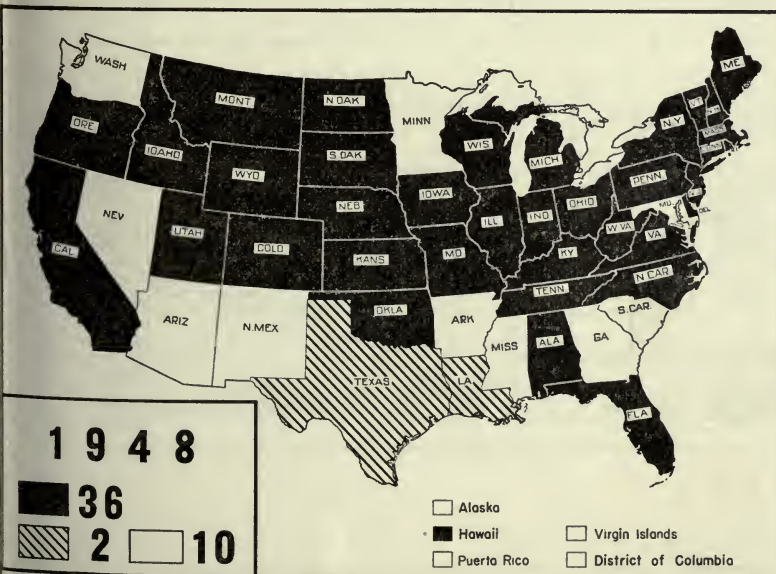 WASH
MONT
N.DAK
MINN
ME
ORE
IDAHO
WYO
S.DAK
WIS
MICH
N.Y
VT
N.H
MASS
CONN
NEV
UTAH
COLO
NEB
IOWA
ILL
IND
OHIO
PENN
MD.
DEL
CAL
KANS
MO
KY
W.VA
VA
ARIZ
N.MEX
OKLA
ARK
TENN
N.CAR
S.CAR.
TEXAS
LA
MISS
ALA
GA
FLA
1948
36
2 10
Alaska
Hawaii Virgin Islands
Puerto Rico District of Columbia